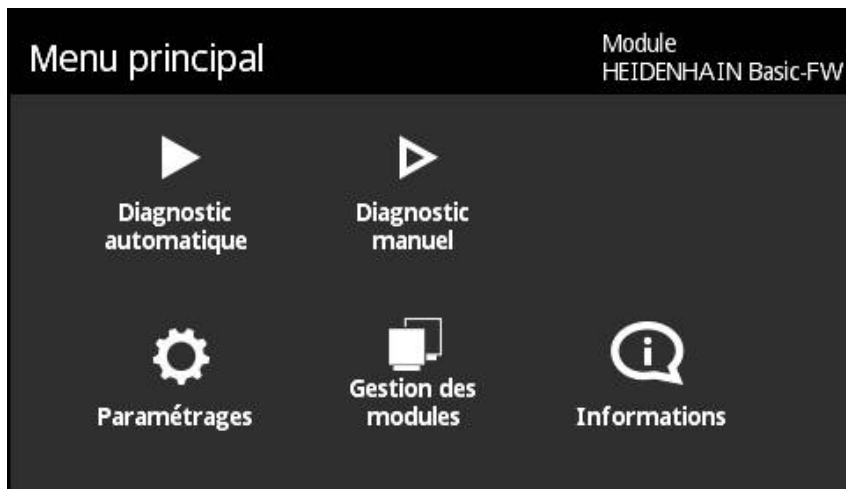 Menu principal
Module
HEIDENHAIN Basic-FW
Diagnostic
automatique
Diagnostic
manuel
Paramétrages
Gestion des
modules
Informations